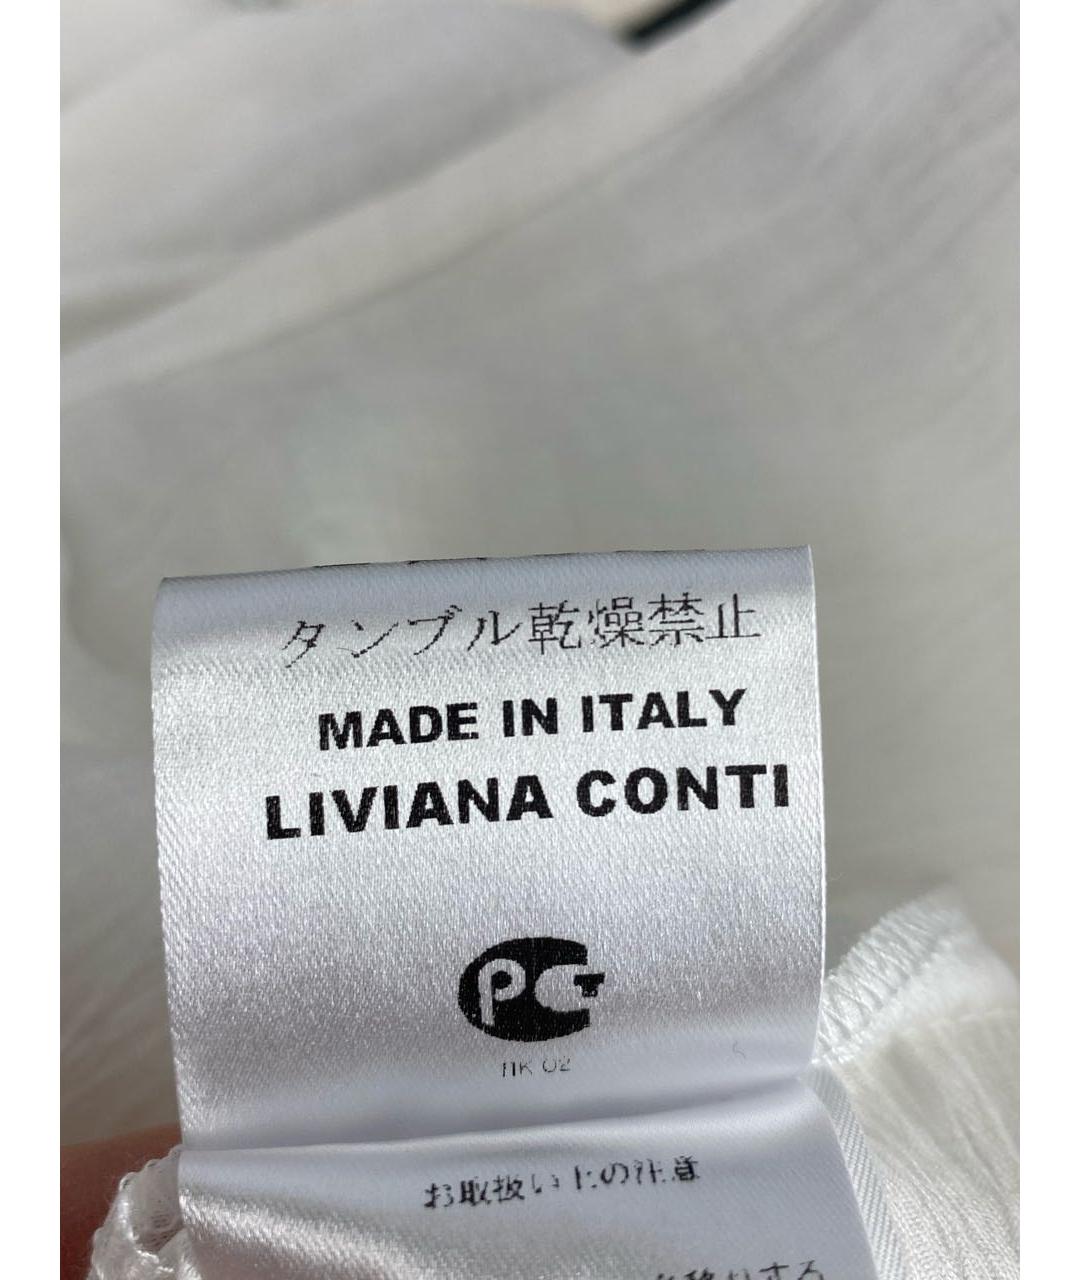 タンブル乾燥禁止
MADE IN ITALY
LIVIANA CONTI
РСТ
ПК 02
お取扱い上の注意